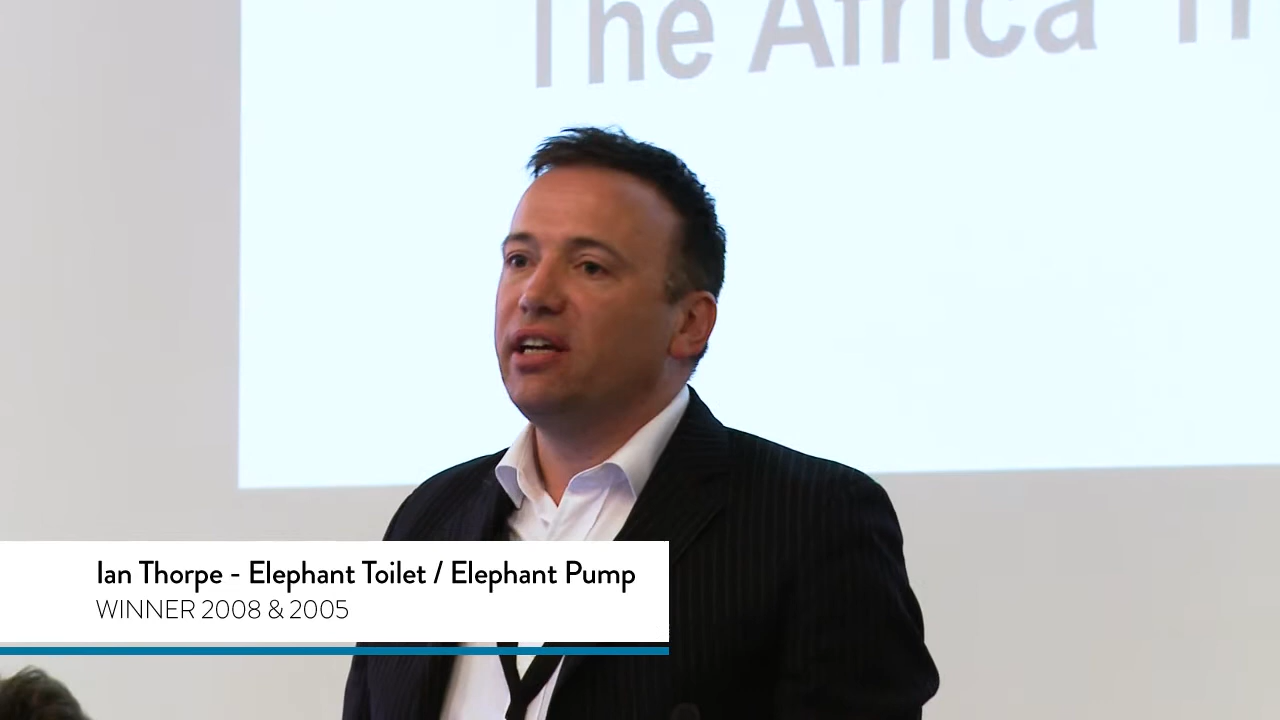 The Africa
Ian Thorpe - Elephant Toilet / Elephant Pump
WINNER 2008 & 2005